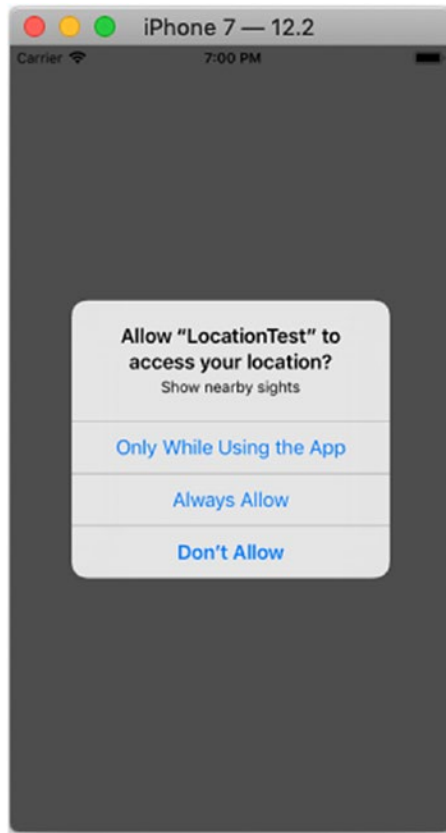 iPhone 7 — 12.2
Carrier
7:00 PM
Allow “LocationTest” to
access your location?
Show nearby sights
Only While Using the App
Always Allow
Don’t Allow